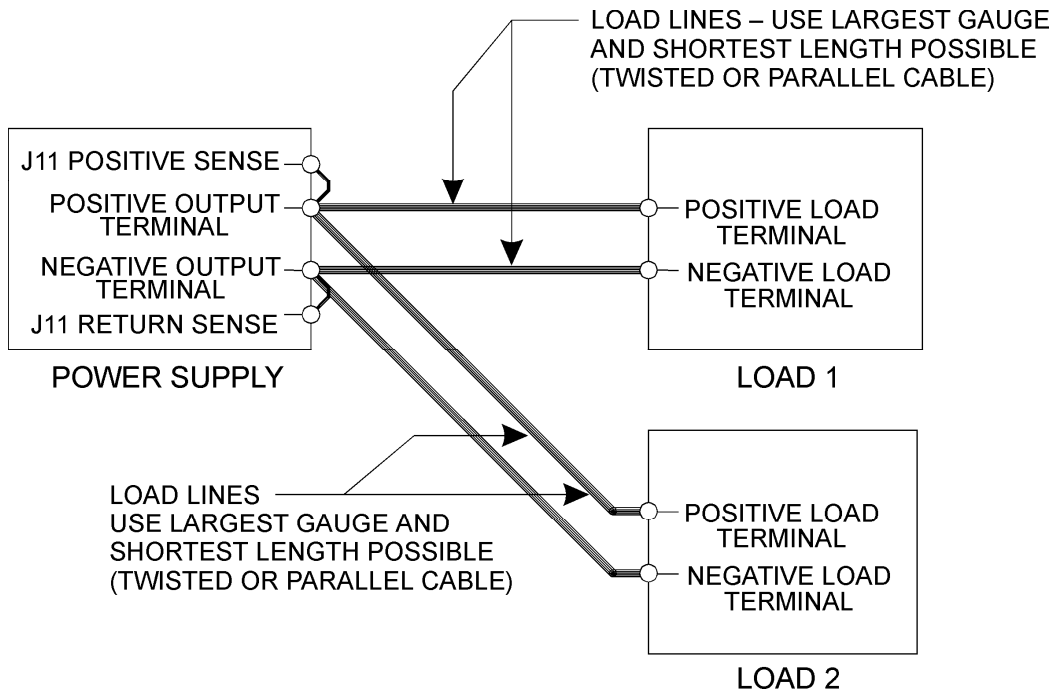 LOAD LINES – USE LARGEST GAUGE
AND SHORTEST LENGTH POSSIBLE
(TWISTED OR PARALLEL CABLE)
J11 POSITIVE SENSE
POSITIVE OUTPUT
TERMINAL
NEGATIVE OUTPUT
TERMINAL
J11 RETURN SENSE
POWER SUPPLY
POSITIVE LOAD
TERMINAL
NEGATIVE LOAD
TERMINAL
LOAD 1
LOAD LINES
USE LARGEST GAUGE AND
SHORTEST LENGTH POSSIBLE
(TWISTED OR PARALLEL CABLE)
POSITIVE LOAD
TERMINAL
NEGATIVE LOAD
TERMINAL
LOAD 2